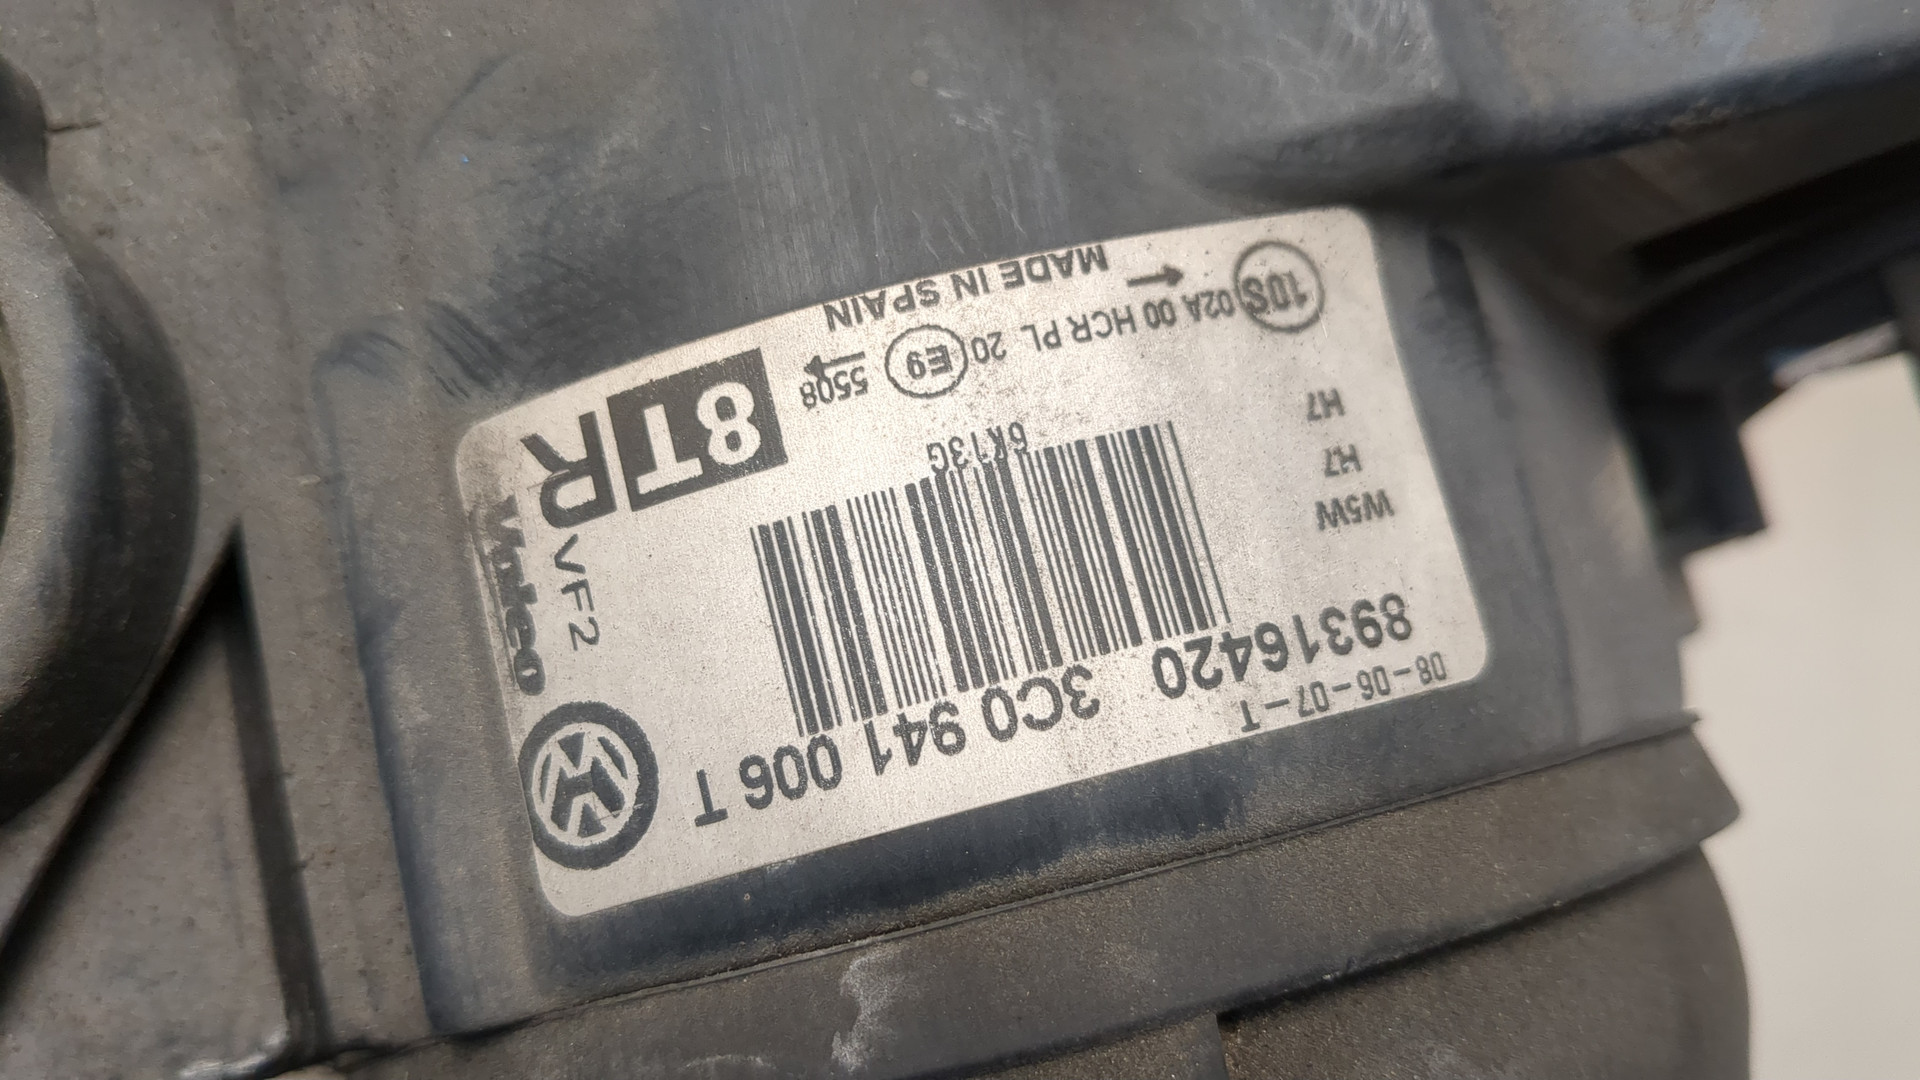 08-06-07-T
89316420 3C0 941 006 T
W5W
H7
H7
6K13G
VF2
Valeo
8TR
10S 02A 00 HCR PL 20 E9 5508
MADE IN SPAIN